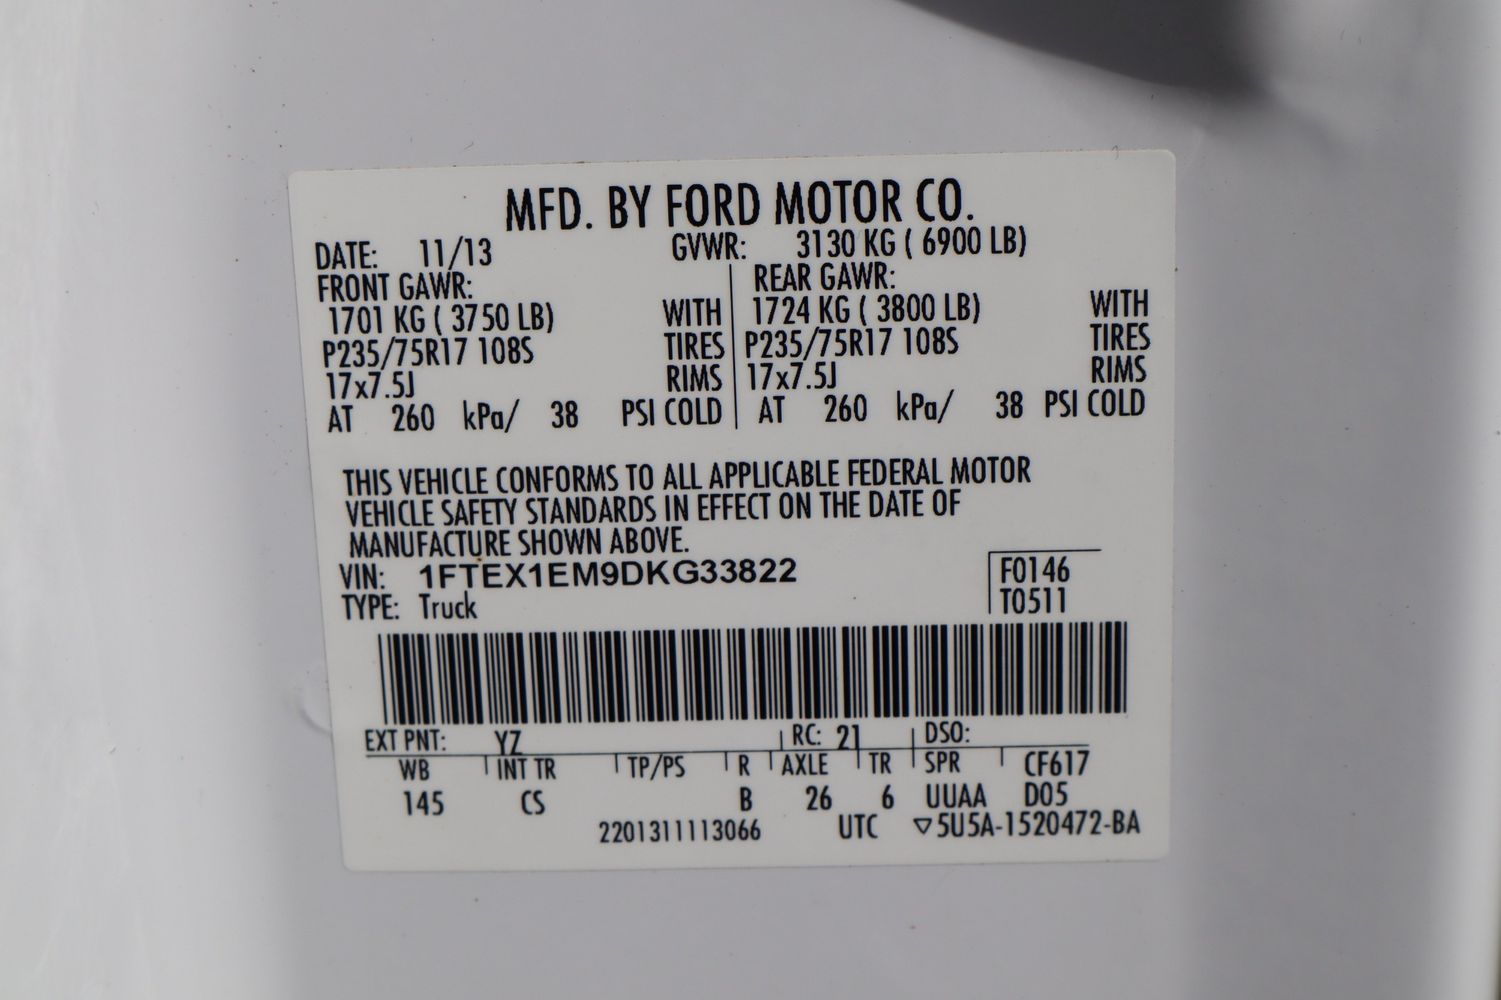 MFD. BY FORD MOTOR CO.
DATE: 11/13 GVWR: 3130 KG ( 6900 LB)
FRONT GAWR: REAR GAWR:
1701 KG ( 3750 LB) WITH 1724 KG ( 3800 LB) WITH
P235/75R17 108S TIRES P235/75R17 108S TIRES
17x7.5J RIMS 17x7.5J RIMS
AT 260 kPa/ 38 PSI COLD AT 260 kPa/ 38 PSI COLD
THIS VEHICLE CONFORMS TO ALL APPLICABLE FEDERAL MOTOR
VEHICLE SAFETY STANDARDS IN EFFECT ON THE DATE OF
MANUFACTURE SHOWN ABOVE.
VIN: 1FTEX1EM9DKG33822 F0146
TYPE: Truck T0511
EXT PNT: YZ RC: 21 DSO:
WB INT TR TP/PS R AXLE TR SPR CF617
145 CS B 26 6 UUAA D05
2201311113066 UTC ▽5U5A-1520472-BA